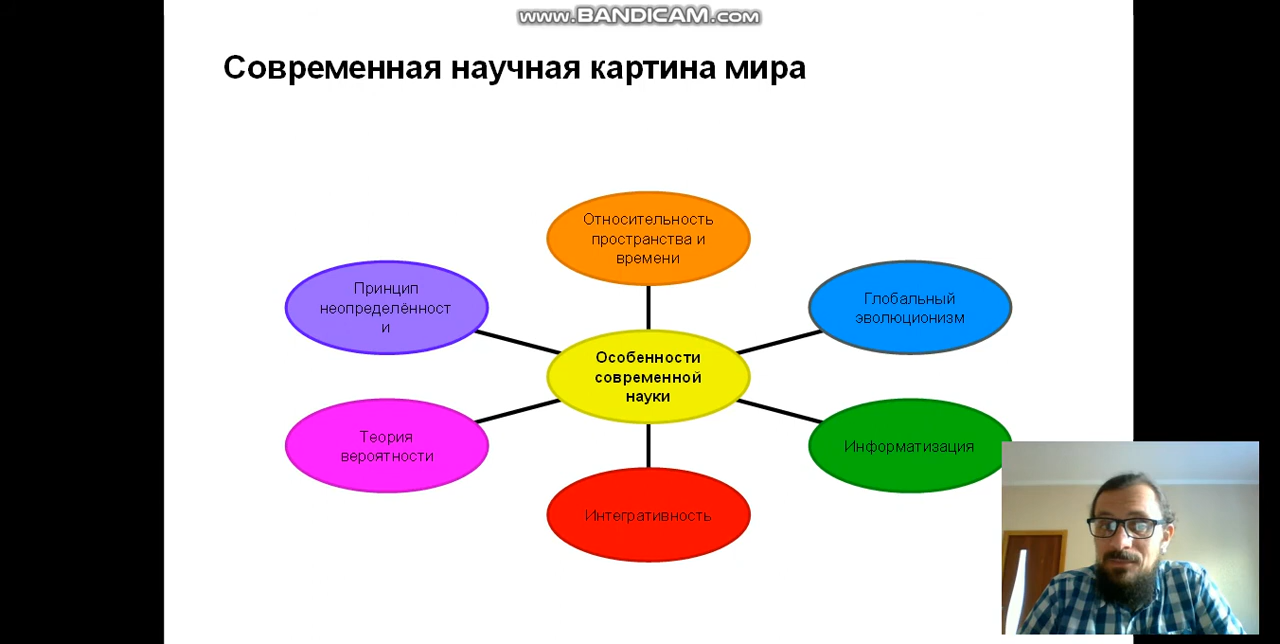 www.BANDICAM.com
Современная научная картина мира
Относительность
пространства и
времени
Принцип
неопределённост
и
Глобальный
эволюционизм
Особенности
современной
науки
Теория
вероятности
Информатизация
Интегративность